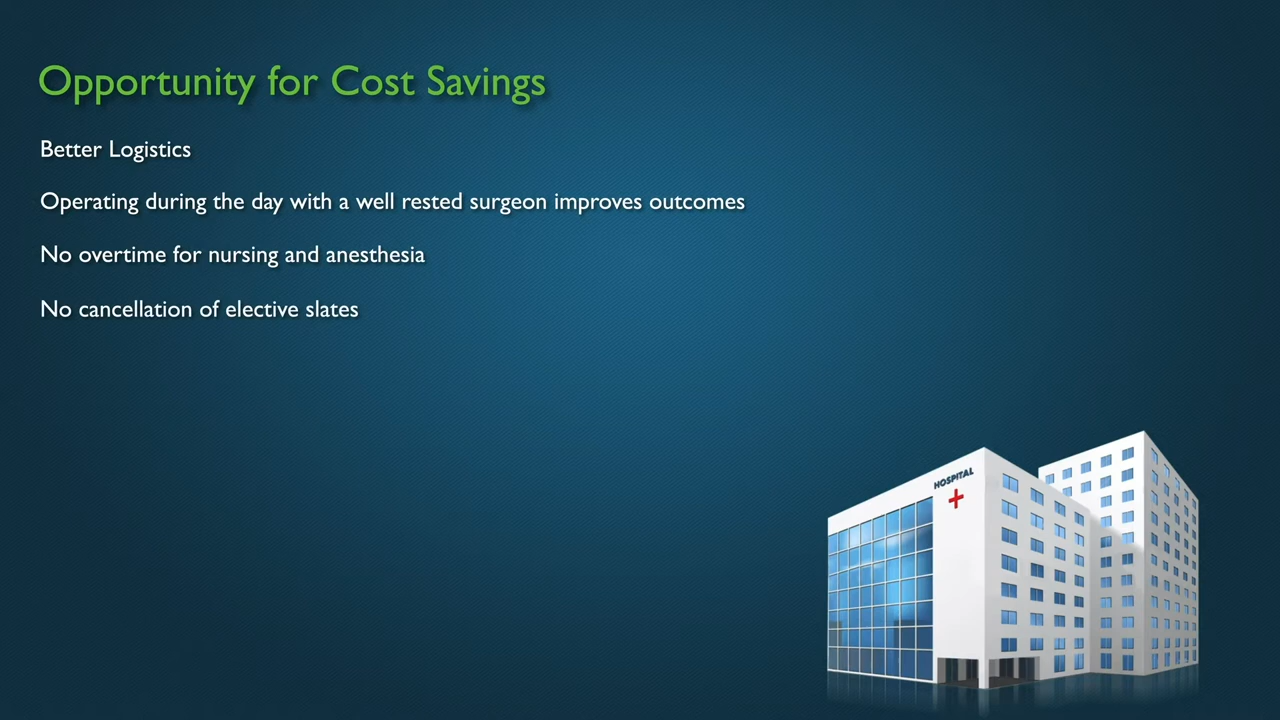 Opportunity for Cost Savings
Better Logistics
Operating during the day with a well rested surgeon improves outcomes
No overtime for nursing and anesthesia
No cancellation of elective slates
HOSPITAL